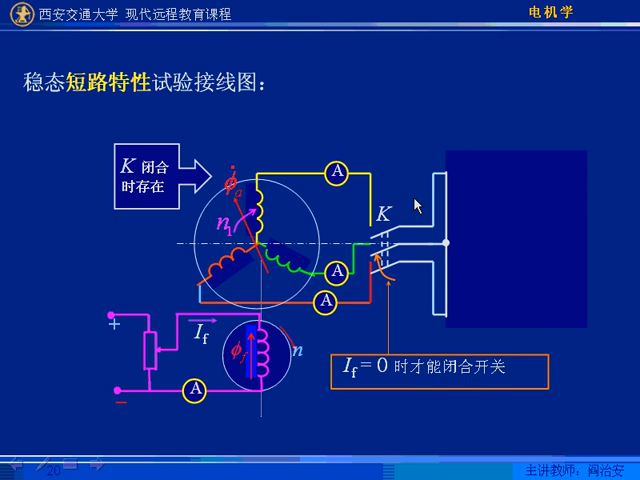 西安交通大学 现代远程教育课程
电机学
稳态短路特性试验接线图：
K 闭合
时存在
A
ϕ̇a
n1
K
A
A
+
If
ϕf
n
A
−
If = 0 时才能闭合开关
20
主讲教师：阎治安